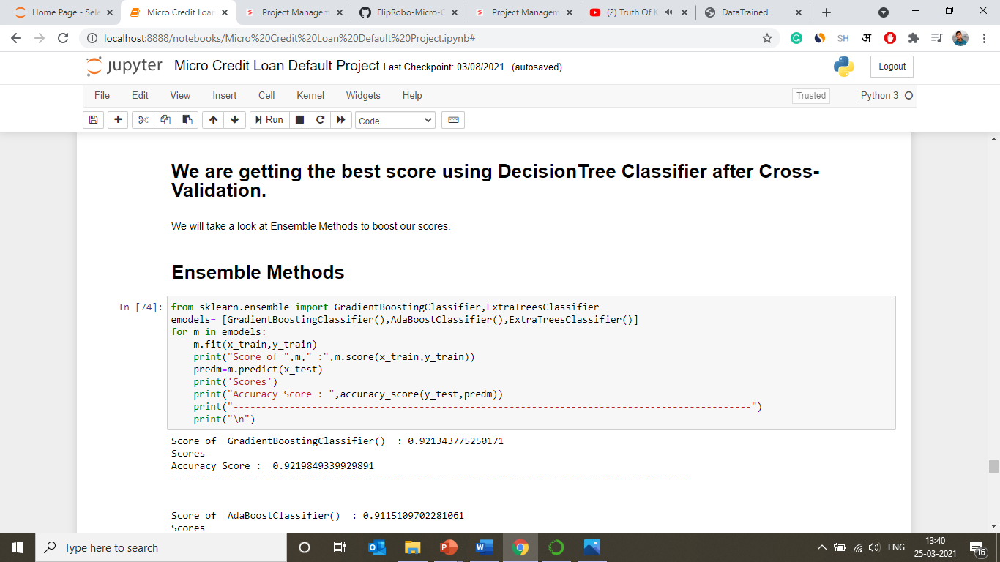 Home Page - Sele
Micro Credit Loan
Project Managem
FlipRobo-Micro-C
Project Managem
(2) Truth Of K
DataTrained
localhost:8888/notebooks/Micro%20Credit%20Loan%20Default%20Project.ipynb#
SH
अ
jupyter
Micro Credit Loan Default Project Last Checkpoint: 03/08/2021 (autosaved)
Logout
File Edit View Insert Cell Kernel Widgets Help
Trusted
Python 3
Run
Code
We are getting the best score using DecisionTree Classifier after Cross-
Validation.
We will take a look at Ensemble Methods to boost our scores.
Ensemble Methods
In [74]:
from sklearn.ensemble import GradientBoostingClassifier,ExtraTreesClassifier
emodels= [GradientBoostingClassifier(),AdaBoostClassifier(),ExtraTreesClassifier()]
for m in emodels:
    m.fit(x_train,y_train)
    print("Score of ",m," :",m.score(x_train,y_train))
    predm=m.predict(x_test)
    print('Scores')
    print("Accuracy Score : ",accuracy_score(y_test,predm))
    print("--------------------------------------------------------------------------------------------")
    print("\n")
Score of  GradientBoostingClassifier()  : 0.921343775250171
Scores
Accuracy Score :  0.9219849339929891
--------------------------------------------------------------------------------------------
Score of  AdaBoostClassifier()  : 0.9115109702281061
Scores
Type here to search
ENG
13:40
25-03-2021
16